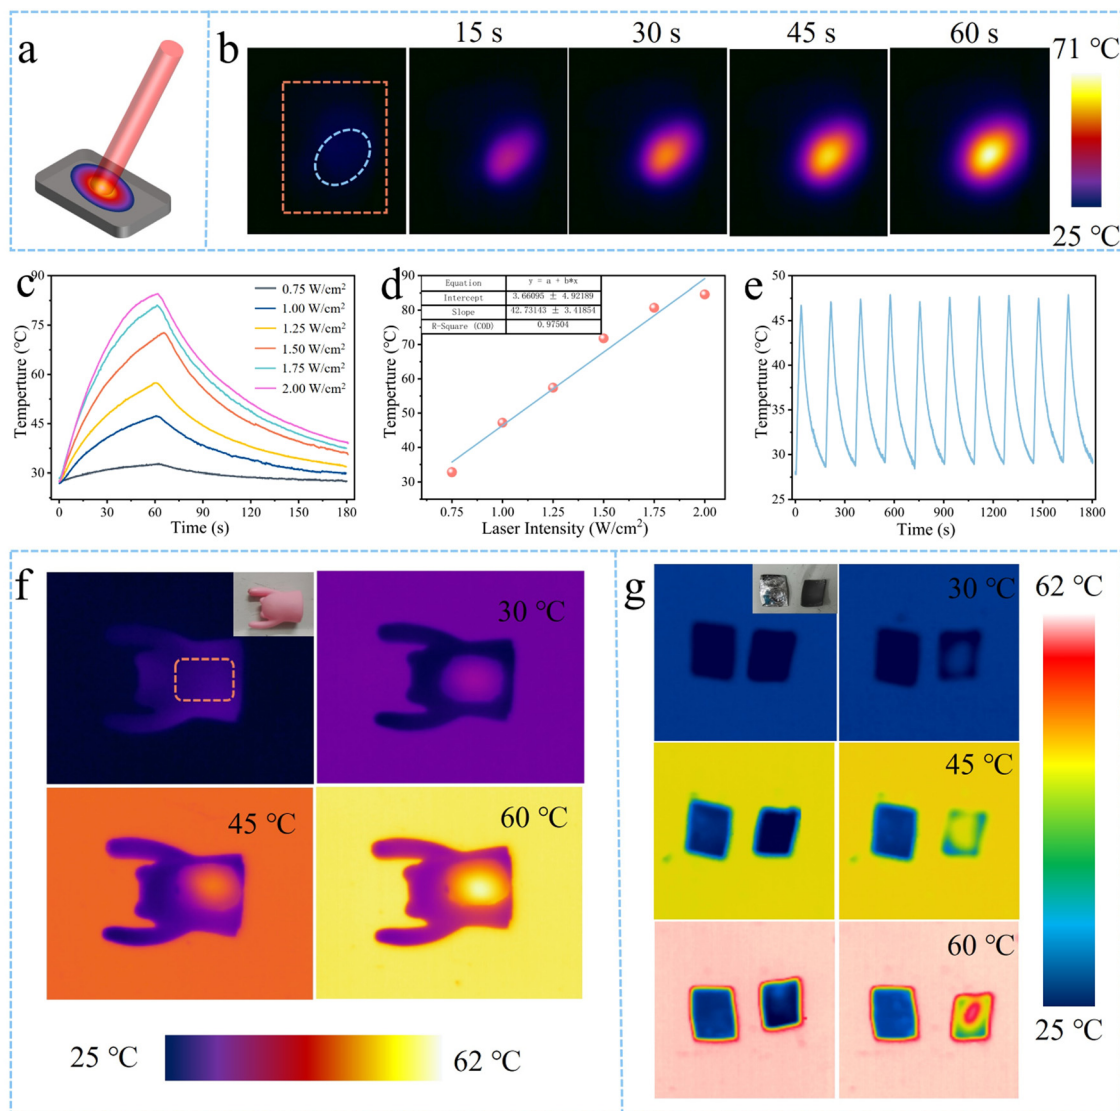 a
b
15 s
30 s
45 s
60 s
71 ℃
25 ℃
c
90
75
60
45
30
Temperture (℃)
0.75 W/cm²
1.00 W/cm²
1.25 W/cm²
1.50 W/cm²
1.75 W/cm²
2.00 W/cm²
0 30 60 90 120 150 180
Time (s)
d
90
80
70
60
50
40
30
Temperture (℃)
Equation y = a + b*x
Intercept 3.66095 ± 4.92189
Slope 42.73143 ± 3.41854
R-Square (COD) 0.97504
0.75 1.00 1.25 1.50 1.75 2.00
Laser Intensity (W/cm²)
e
50
45
40
35
30
25
Temperture (℃)
0 300 600 900 1200 1500 1800
Time (s)
f
30 ℃
45 ℃
60 ℃
25 ℃
62 ℃
g
30 ℃
45 ℃
60 ℃
62 ℃
25 ℃